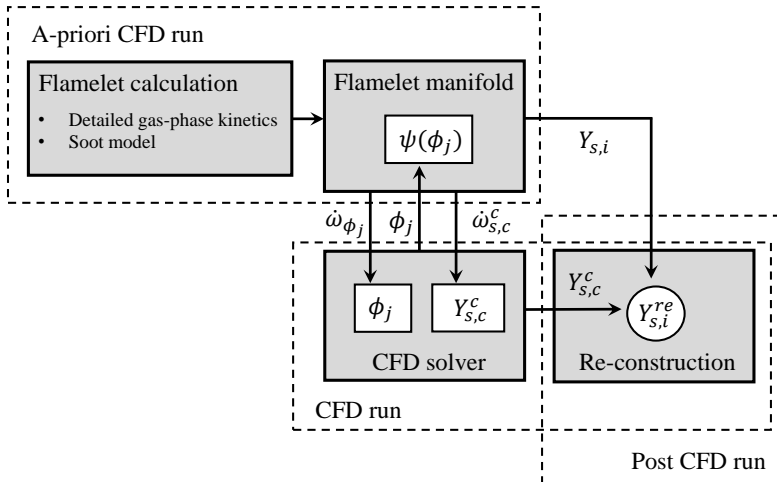 A-priori CFD run
Flamelet calculation
• Detailed gas-phase kinetics
• Soot model
Flamelet manifold
ψ(ϕ_j)
Y_{s,i}
ω̇_{ϕ_j}
ϕ_j
ω̇^c_{s,c}
ϕ_j
Y^c_{s,c}
CFD solver
Y^c_{s,c}
Y^{re}_{s,i}
Re-construction
CFD run
Post CFD run